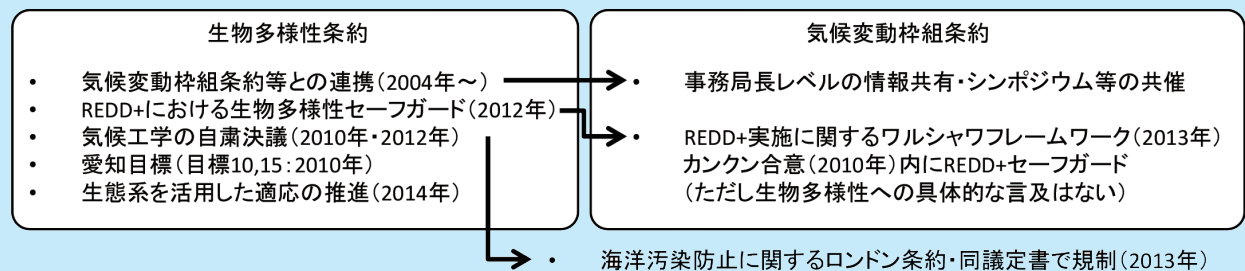 生物多様性条約
・ 気候変動枠組条約等との連携(2004年～)
・ REDD+における生物多様性セーフガード(2012年)
・ 気候工学の自粛決議(2010年・2012年)
・ 愛知目標(目標10,15:2010年)
・ 生態系を活用した適応の推進(2014年)
気候変動枠組条約
・ 事務局長レベルの情報共有・シンポジウム等の共催
・ REDD+実施に関するワルシャワフレームワーク(2013年)
カンクン合意(2010年)内にREDD+セーフガード
(ただし生物多様性への具体的な言及はない)
・ 海洋汚染防止に関するロンドン条約・同議定書で規制(2013年)